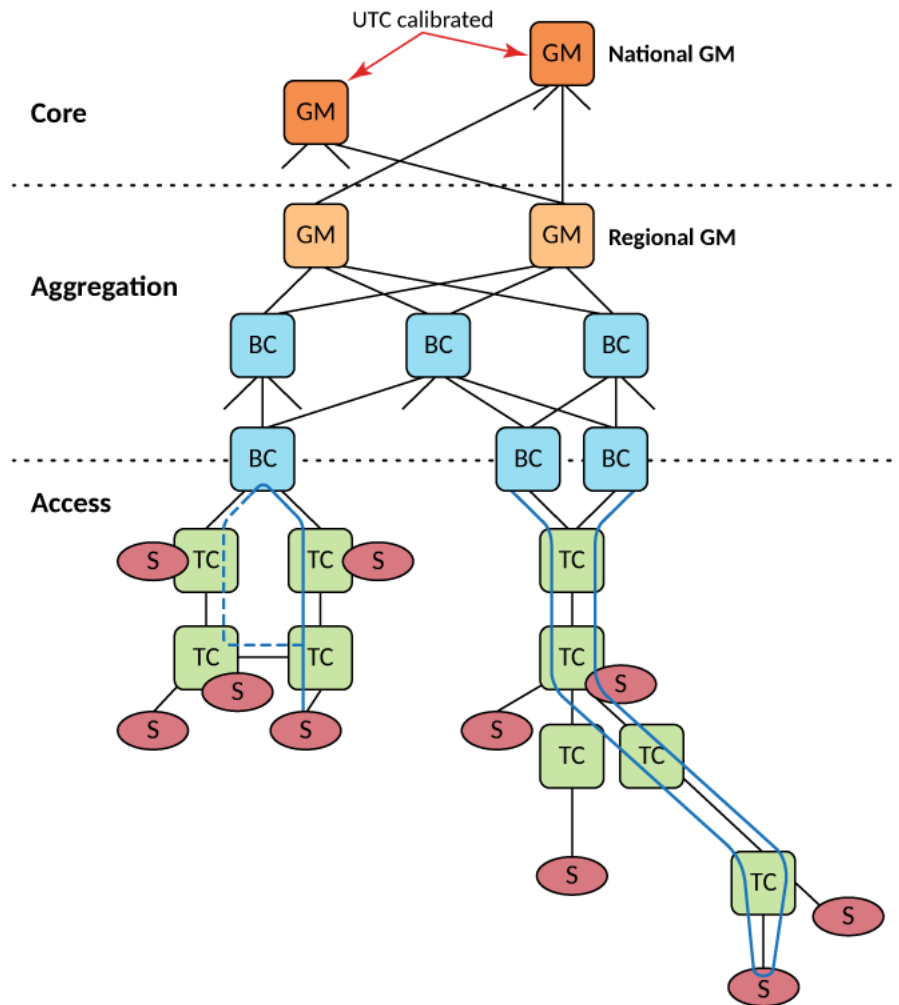 UTC calibrated
GM
National GM
GM
Core
GM
GM
Regional GM
Aggregation
BC
BC
BC
BC
BC
BC
Access
S
TC
TC
S
TC
TC
TC
TC
S
S
S
S
S
TC
TC
S
TC
S
S